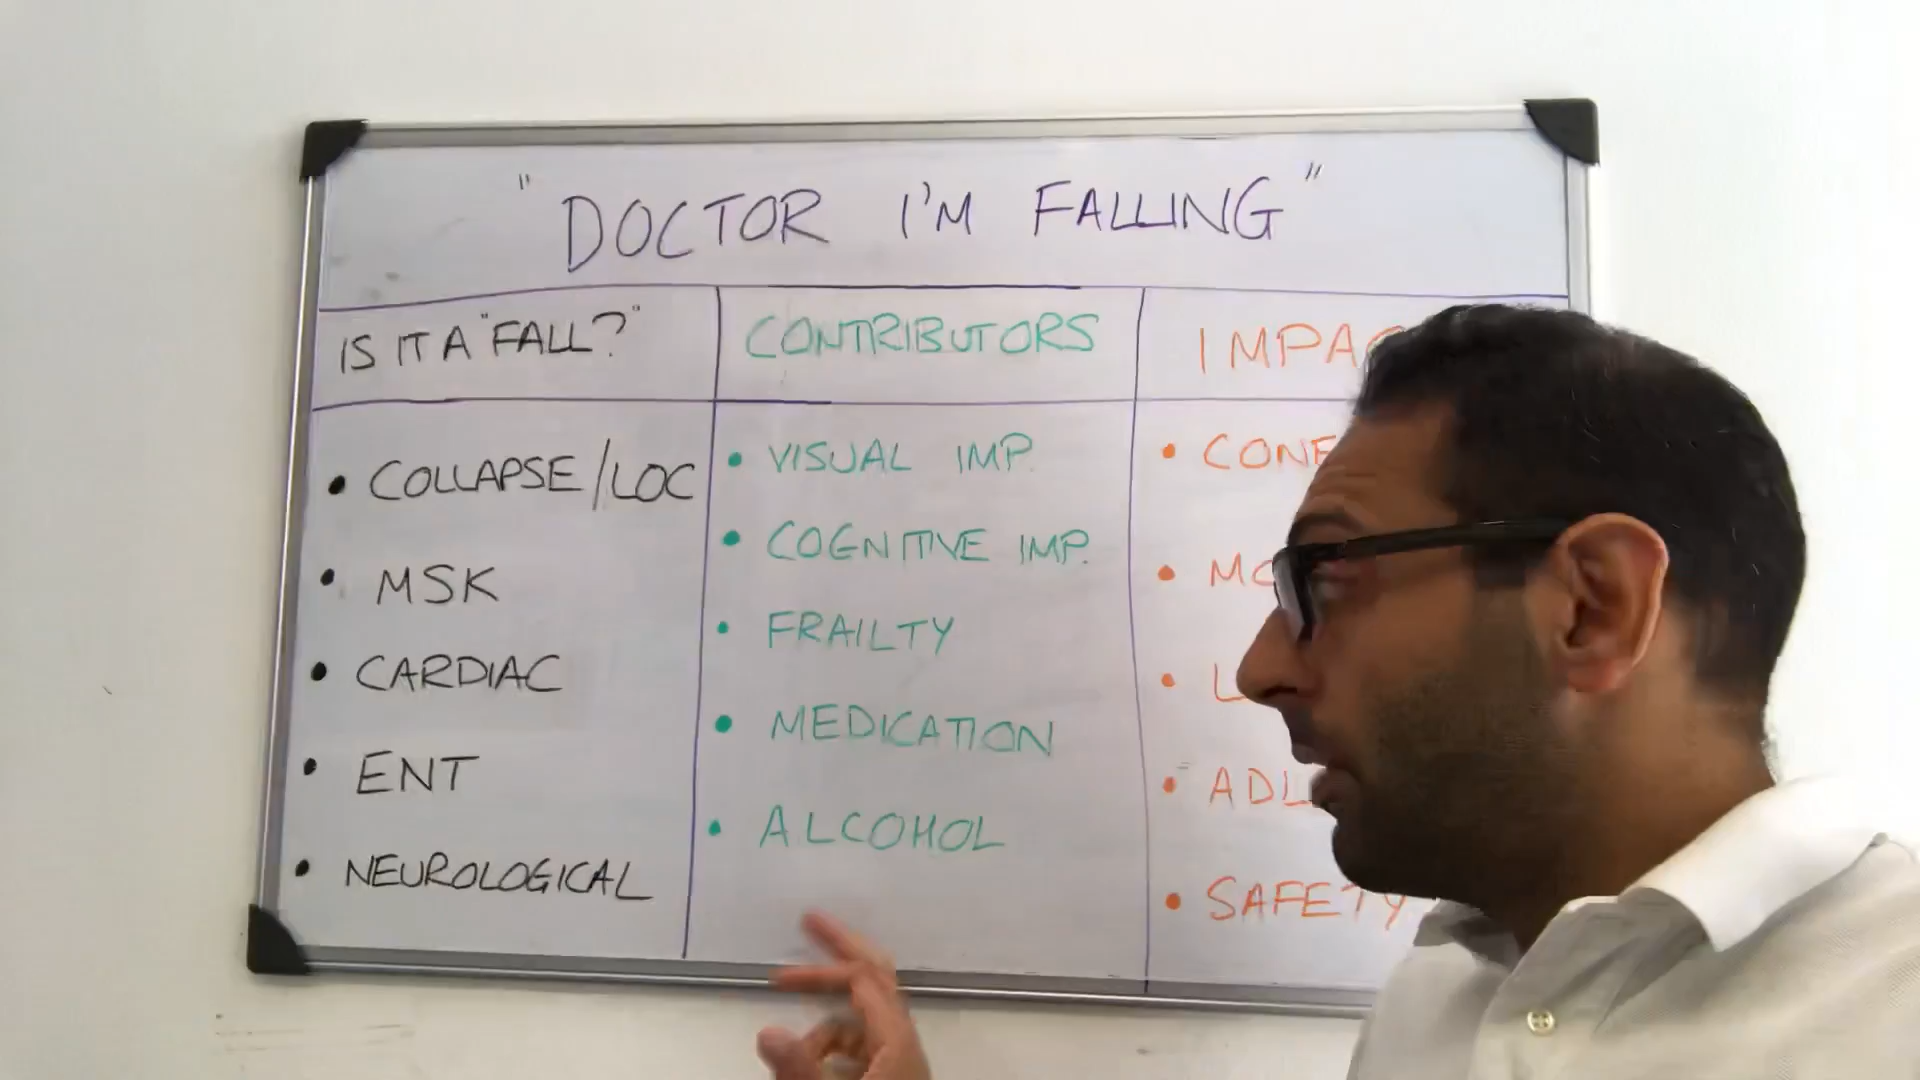 "DOCTOR I'M FALLING"
IS IT A "FALL?"
• COLLAPSE/LOC
• MSK
• CARDIAC
• ENT
• NEUROLOGICAL
CONTRIBUTORS
• VISUAL IMP.
• COGNITIVE IMP.
• FRAILTY
• MEDICATION
• ALCOHOL
• SAFETY